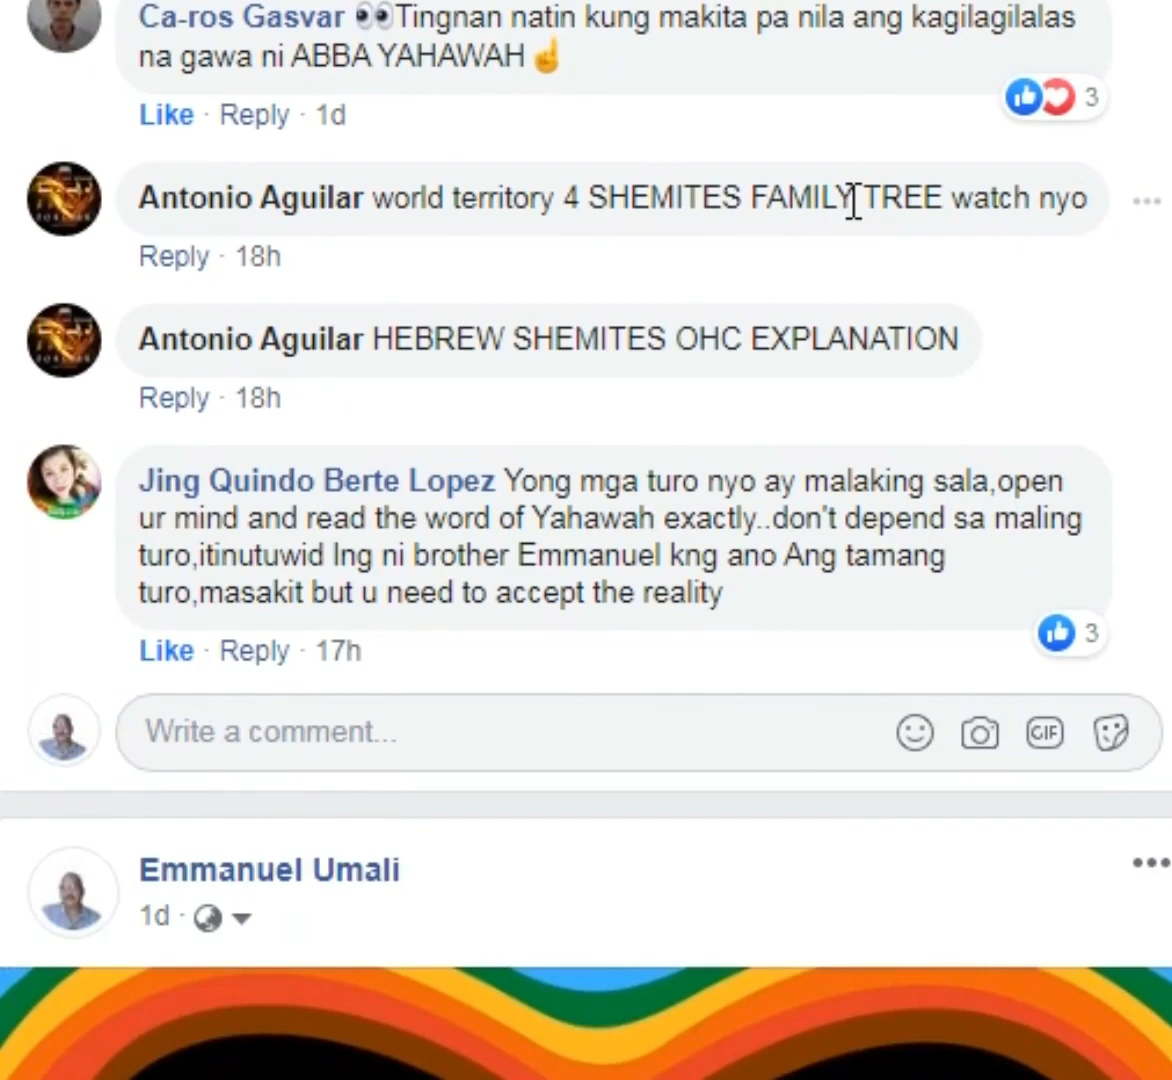 Ca-ros Gasvar 👀Tingnan natin kung makita pa nila ang kagilagilalas
na gawa ni ABBA YAHAWAH☝
Like · Reply · 1d
3
Antonio Aguilar world territory 4 SHEMITES FAMILY TREE watch nyo
Reply · 18h
Antonio Aguilar HEBREW SHEMITES OHC EXPLANATION
Reply · 18h
Jing Quindo Berte Lopez Yong mga turo nyo ay malaking sala,open
ur mind and read the word of Yahawah exactly..don't depend sa maling
turo,itinutuwid lng ni brother Emmanuel kng ano Ang tamang
turo,masakit but u need to accept the reality
3
Like · Reply · 17h
Write a comment...
GIF
Emmanuel Umali
1d ·